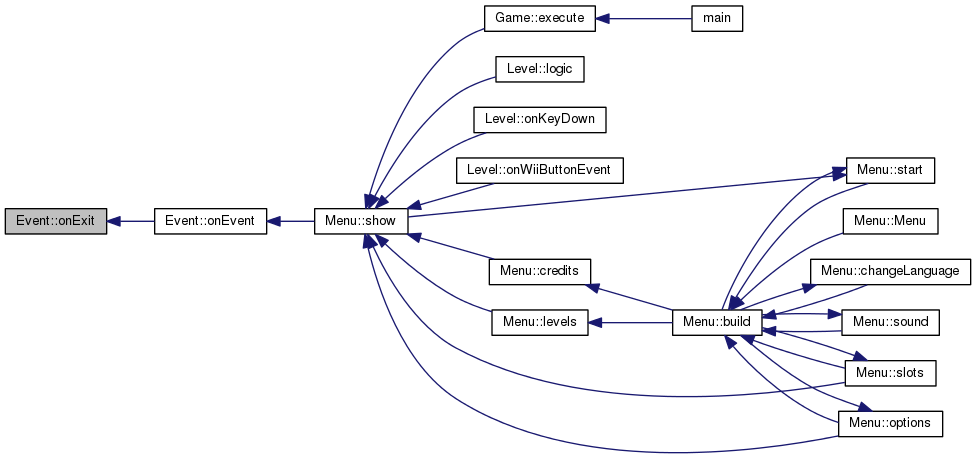 Game::execute
main
Level::logic
Level::onKeyDown
Level::onWiiButtonEvent
Menu::start
Event::onExit
Event::onEvent
Menu::show
Menu::Menu
Menu::credits
Menu::changeLanguage
Menu::levels
Menu::build
Menu::sound
Menu::slots
Menu::options